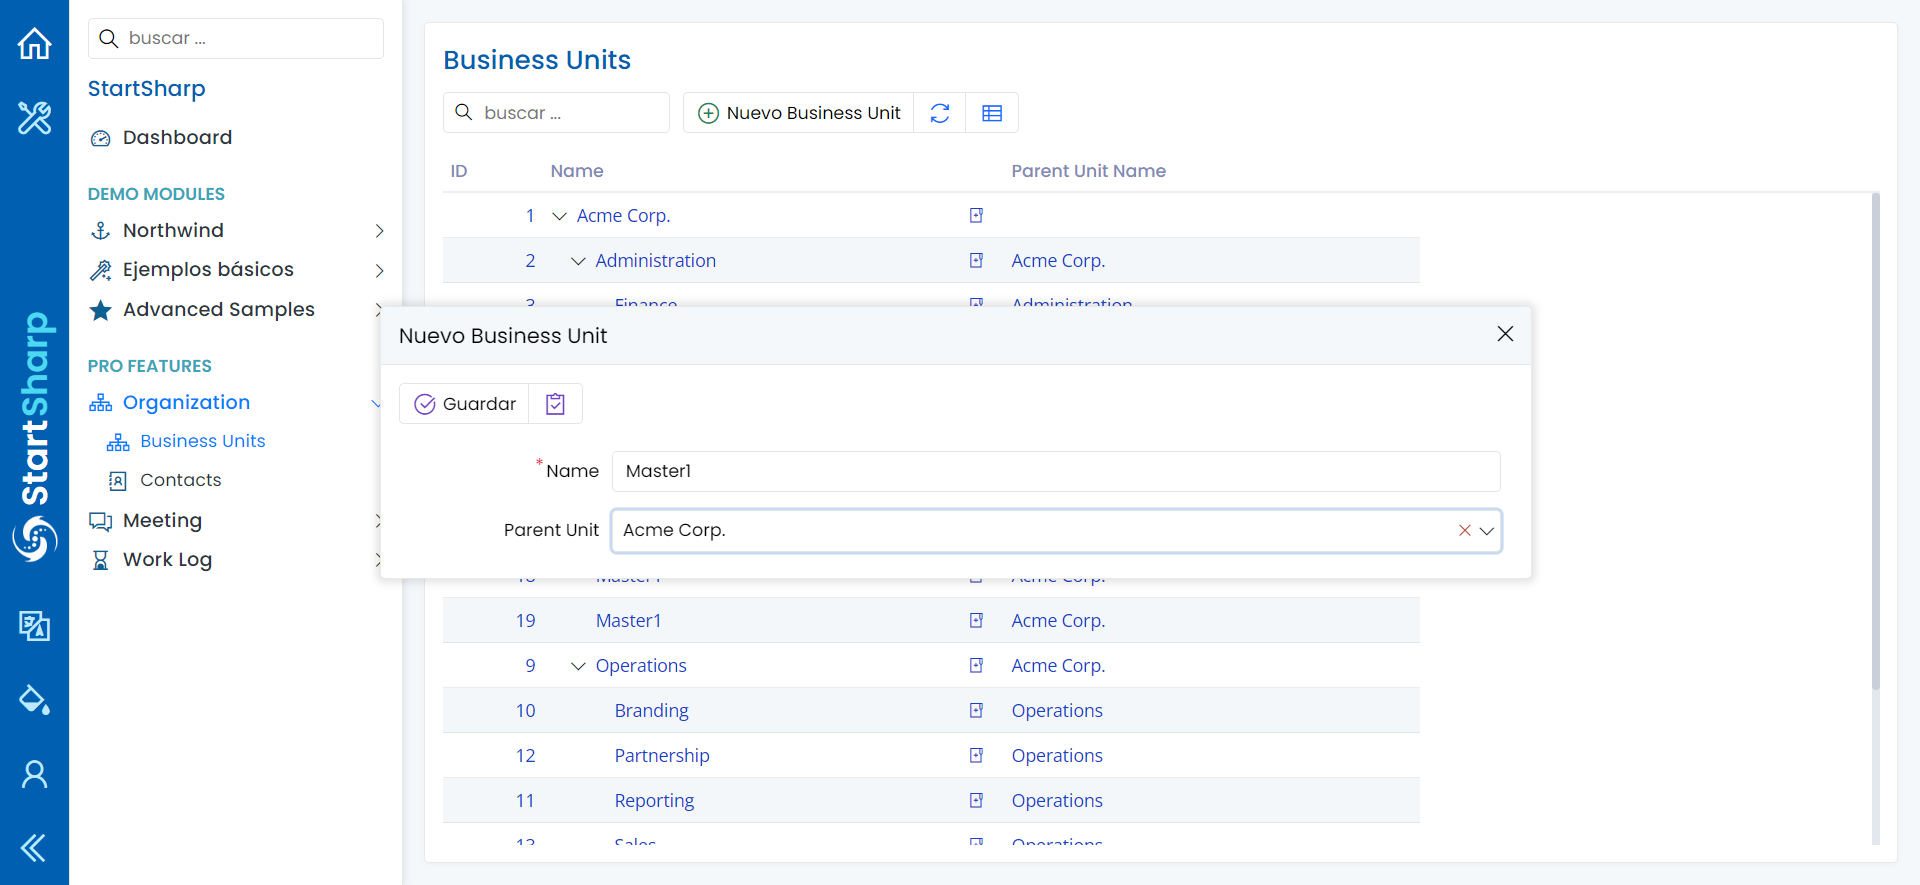 buscar ...
StartSharp
Dashboard
DEMO MODULES
Northwind
Ejemplos básicos
Advanced Samples
PRO FEATURES
Organization
Business Units
Contacts
Meeting
Work Log
StartSharp
Business Units
buscar ...
Nuevo Business Unit
ID Name Parent Unit Name
1 Acme Corp.
2 Administration Acme Corp.
3 Finance Administration
Nuevo Business Unit
Guardar
* Name Master1
Parent Unit Acme Corp.
18 Master1 Acme Corp.
19 Master1 Acme Corp.
9 Operations Acme Corp.
10 Branding Operations
12 Partnership Operations
11 Reporting Operations
13 Sales Operations